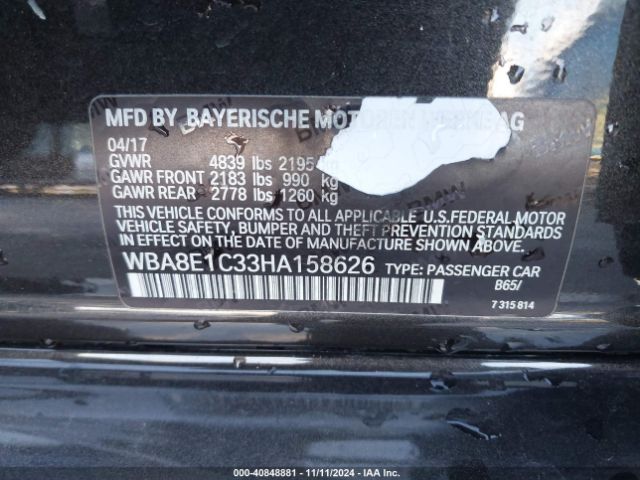 MFD BY BAYERISCHE MOTOREN WERKE AG
04/17
GVWR 4839 lbs 2195 kg
GAWR FRONT 2183 lbs 990 kg
GAWR REAR 2778 lbs 1260 kg
THIS VEHICLE CONFORMS TO ALL APPLICABLE U.S.FEDERAL MOTOR
VEHICLE SAFETY, BUMPER AND THEFT PREVENTION STANDARDS
IN EFFECT ON THE DATE OF MANUFACTURE SHOWN ABOVE.
WBA8E1C33HA158626 TYPE: PASSENGER CAR
B65/
7 315 814
000-40848881 - 11/11/2024 - IAA Inc.